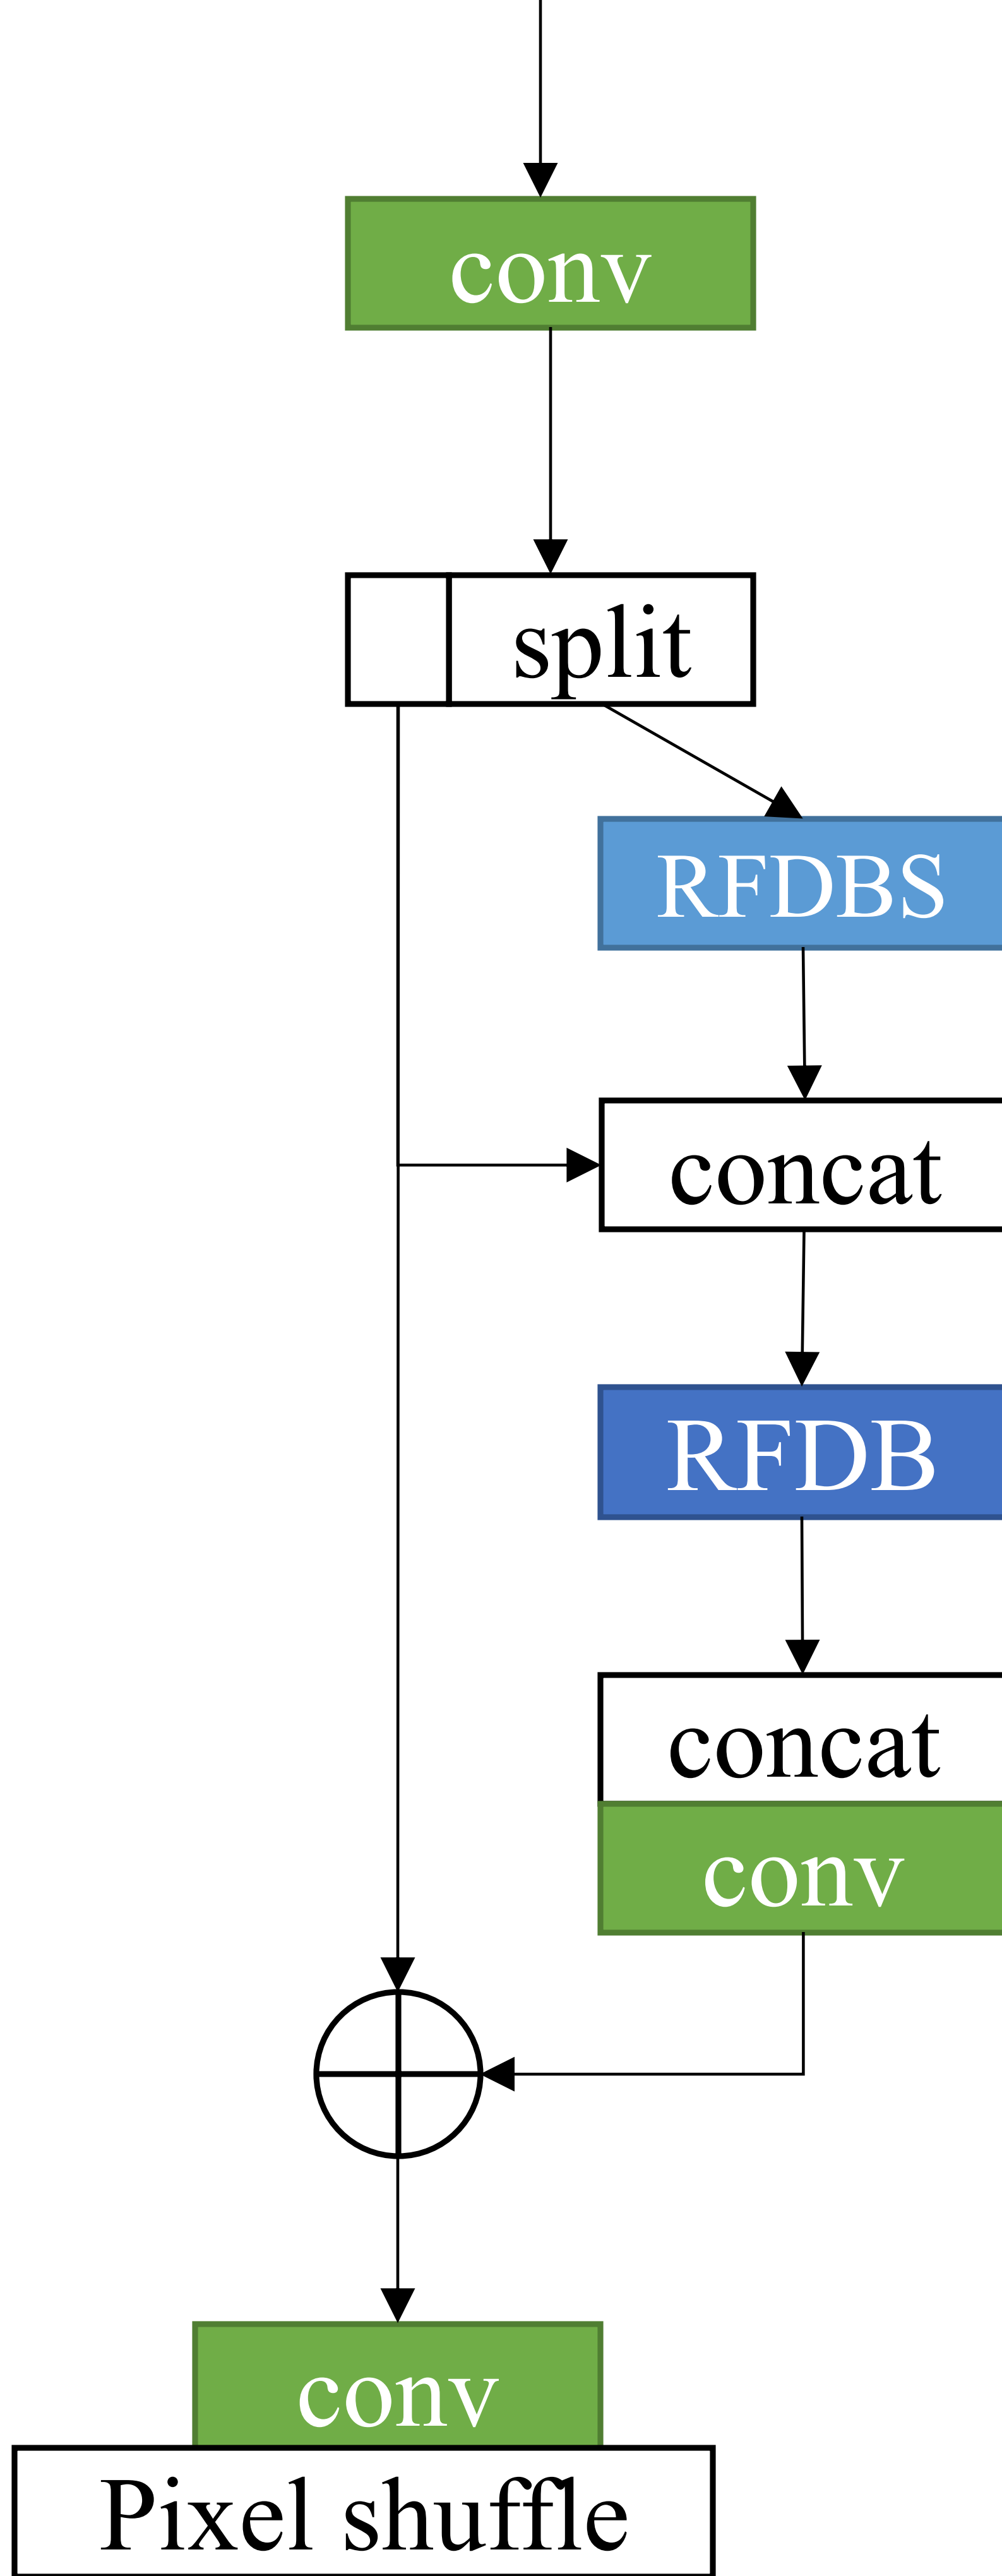 conv
split
RFDBS
concat
RFDB
concat
conv
conv
Pixel shuffle